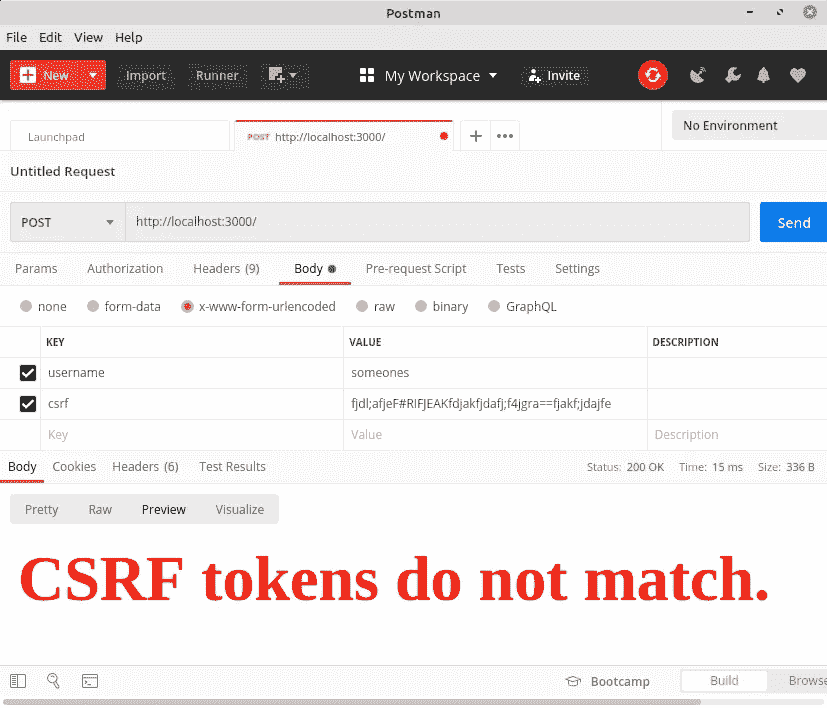 Postman
File Edit View Help
New Import Runner My Workspace Invite
Launchpad POST http://localhost:3000/ No Environment
Untitled Request
POST http://localhost:3000/ Send
Params Authorization Headers (9) Body Pre-request Script Tests Settings
none form-data x-www-form-urlencoded raw binary GraphQL
KEY VALUE DESCRIPTION
username someones
csrf fjdl;afjeF#RIFJEAKfdjakfjdafj;f4jgra==fjakf;jdajfe
Key Value Description
Body Cookies Headers (6) Test Results Status: 200 OK Time: 15 ms Size: 336 B
Pretty Raw Preview Visualize
CSRF tokens do not match.
Bootcamp Build Browse